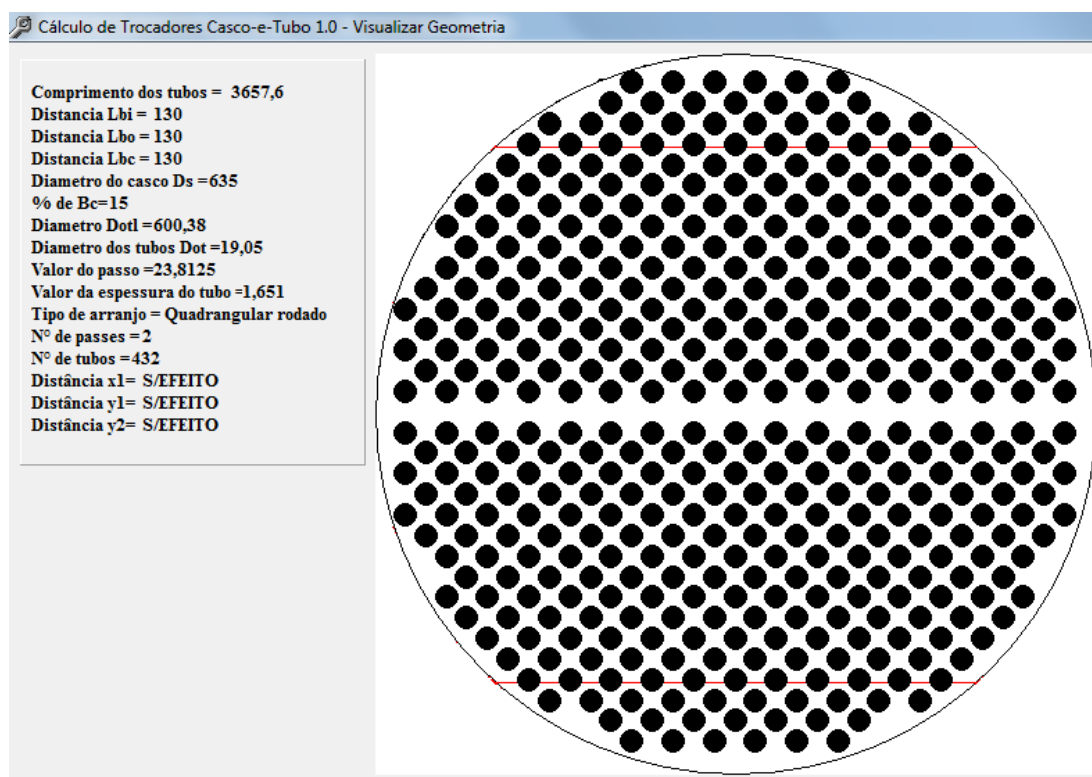 Cálculo de Trocadores Casco-e-Tubo 1.0 - Visualizar Geometria
Comprimento dos tubos = 3657,6
Distancia Lbi = 130
Distancia Lbo = 130
Distancia Lbc = 130
Diametro do casco Ds =635
% de Bc=15
Diametro Dotl =600,38
Diametro dos tubos Dot =19,05
Valor do passo =23,8125
Valor da espessura do tubo =1,651
Tipo de arranjo = Quadrangular rodado
N° de passes =2
N° de tubos =432
Distância x1= S/EFEITO
Distância y1= S/EFEITO
Distância y2= S/EFEITO